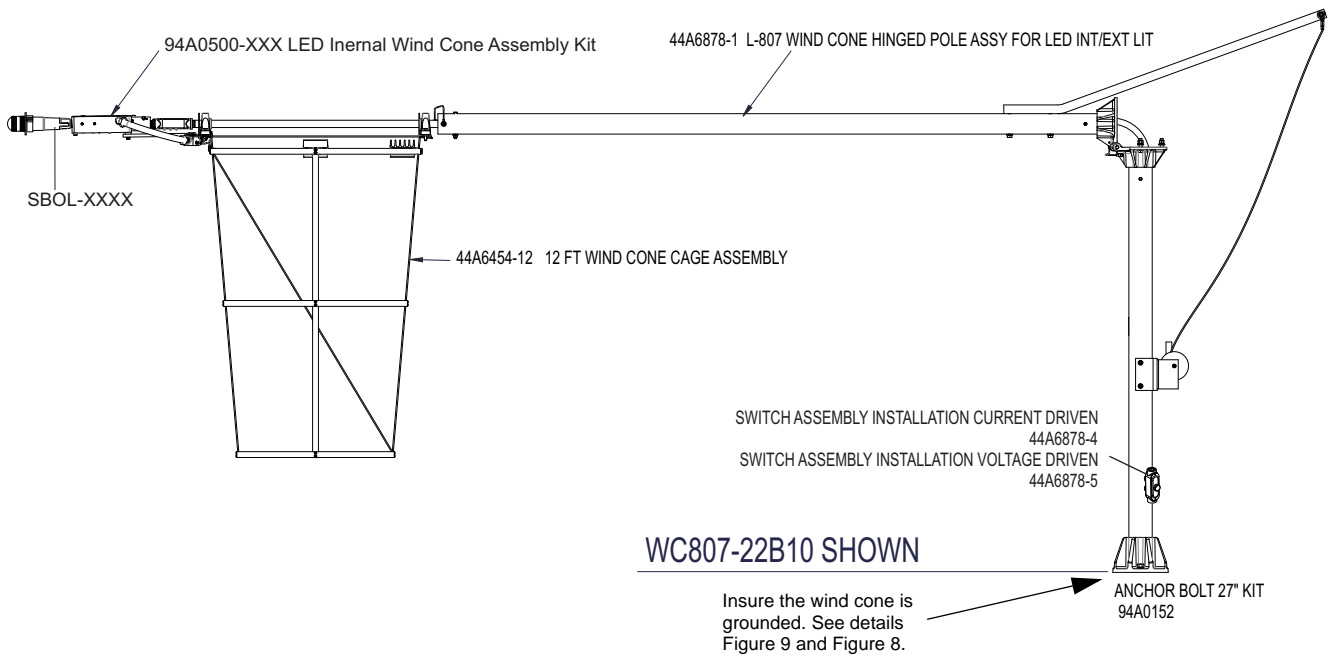 94A0500-XXX LED Inernal Wind Cone Assembly Kit
44A6878-1 L-807 WIND CONE HINGED POLE ASSY FOR LED INT/EXT LIT
SBOL-XXXX
44A6454-12 12 FT WIND CONE CAGE ASSEMBLY
SWITCH ASSEMBLY INSTALLATION CURRENT DRIVEN
44A6878-4
SWITCH ASSEMBLY INSTALLATION VOLTAGE DRIVEN
44A6878-5
WC807-22B10 SHOWN
Insure the wind cone is
grounded. See details
Figure 9 and Figure 8.
ANCHOR BOLT 27" KIT
94A0152